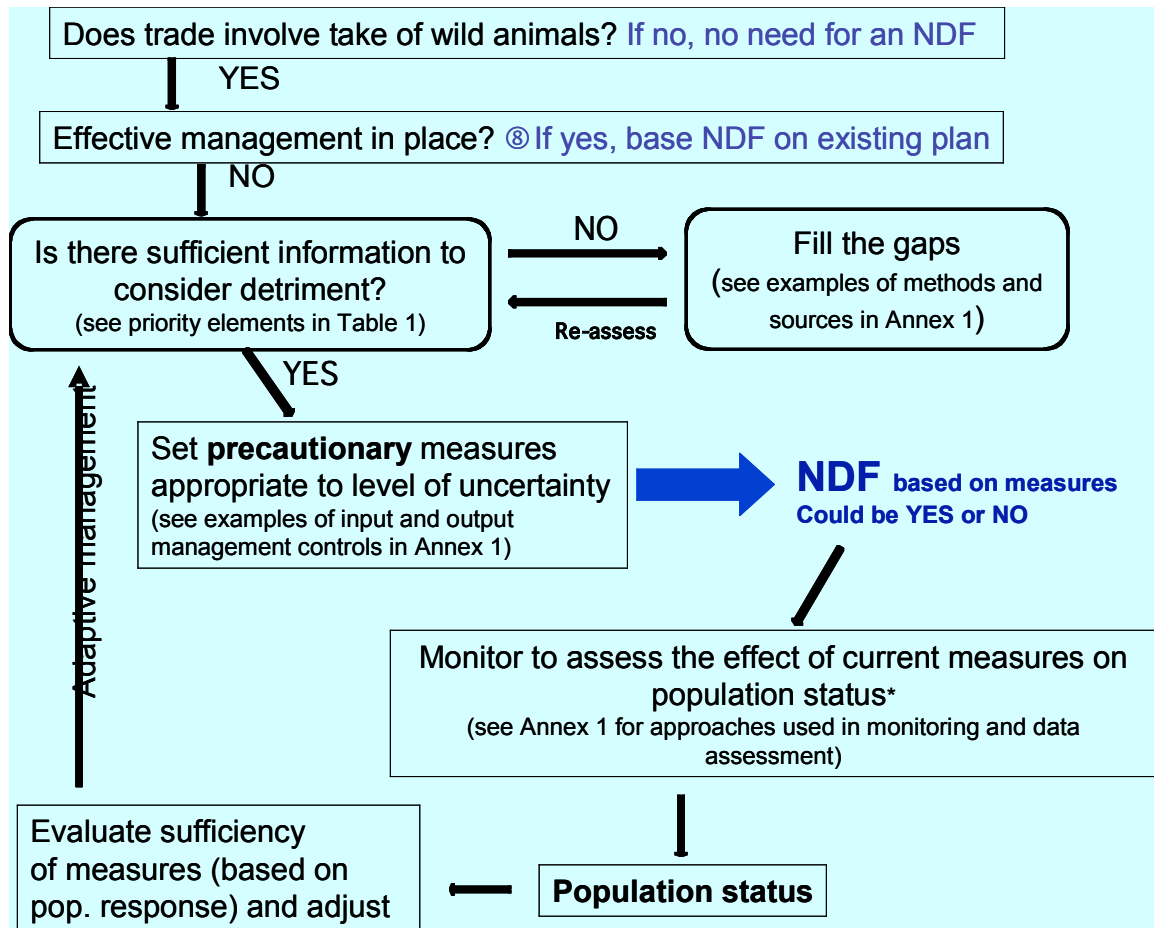 Does trade involve take of wild animals? If no, no need for an NDF
YES
Effective management in place? ⑧ If yes, base NDF on existing plan
NO
Is there sufficient information to
consider detriment?
(see priority elements in Table 1)
NO
Re-assess
Fill the gaps
(see examples of methods and
sources in Annex 1)
YES
Adaptive management
Set precautionary measures
appropriate to level of uncertainty
(see examples of input and output
management controls in Annex 1)
NDF based on measures
Could be YES or NO
Monitor to assess the effect of current measures on
population status*
(see Annex 1 for approaches used in monitoring and data
assessment)
Evaluate sufficiency
of measures (based on
pop. response) and adjust
Population status